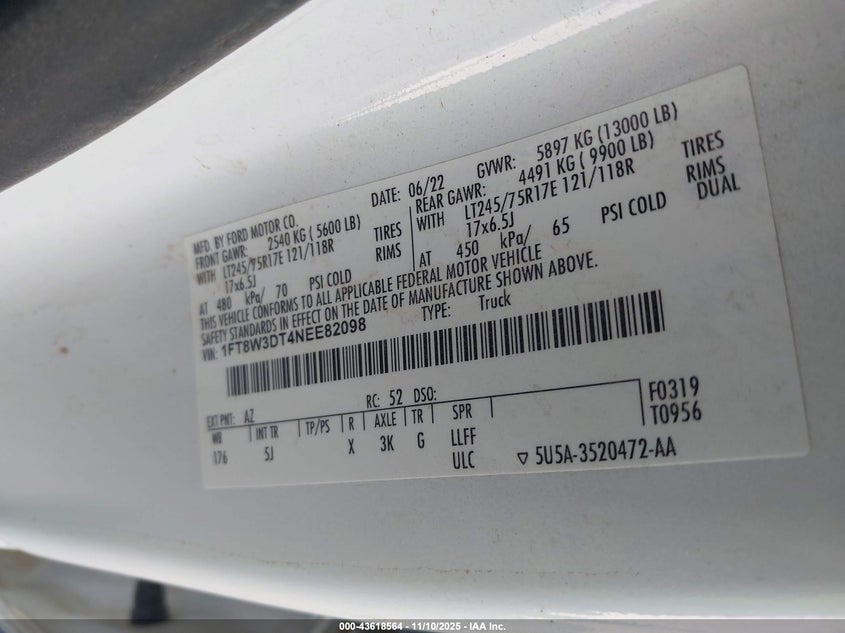 MFD. BY FORD MOTOR CO.
DATE: 06/22 GVWR: 5897 KG (13000 LB)
FRONT GAWR: 2540 KG ( 5600 LB)
REAR GAWR: 4491 KG ( 9900 LB)
WITH LT245/75R17E 121/118R TIRES
WITH LT245/75R17E 121/118R TIRES
17x6.5J RIMS
17x6.5J RIMS
AT 480 kPa/ 70 PSI COLD
AT 450 kPa/ 65 PSI COLD DUAL
THIS VEHICLE CONFORMS TO ALL APPLICABLE FEDERAL MOTOR VEHICLE
SAFETY STANDARDS IN EFFECT ON THE DATE OF MANUFACTURE SHOWN ABOVE.
VIN: 1FT8W3DT4NEE82098 TYPE: Truck
EXT PNT: AZ RC: 52 DSO: F0319
WB INT TR TP/PS R AXLE TR SPR T0956
176 5J X 3K G LLFF
ULC ▽ 5U5A-3520472-AA
000-43618564 - 11/10/2025 - IAA Inc.